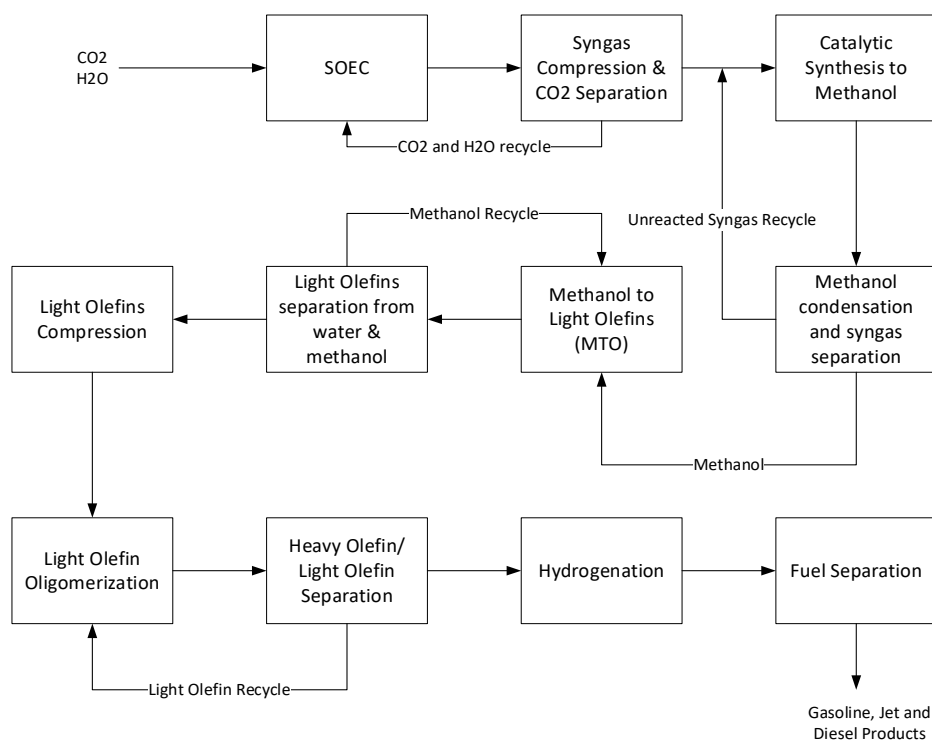 CO2
H2O
SOEC
Syngas
Compression &
CO2 Separation
Catalytic
Synthesis to
Methanol
CO2 and H2O recycle
Methanol Recycle
Unreacted Syngas Recycle
Light Olefins
Compression
Light Olefins
separation from
water &
methanol
Methanol to
Light Olefins
(MTO)
Methanol
condensation
and syngas
separation
Methanol
Light Olefin
Oligomerization
Heavy Olefin/
Light Olefin
Separation
Hydrogenation
Fuel Separation
Light Olefin Recycle
Gasoline, Jet and
Diesel Products